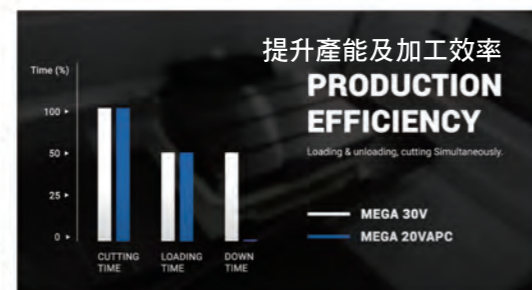 提升產能及加工效率
PRODUCTION
EFFICIENCY
Loading & unloading, cutting Simultaneously.
Time (%)
100
50
25
0
CUTTING
TIME
LOADING
TIME
DOWN
TIME
MEGA 30V
MEGA 20VAPC